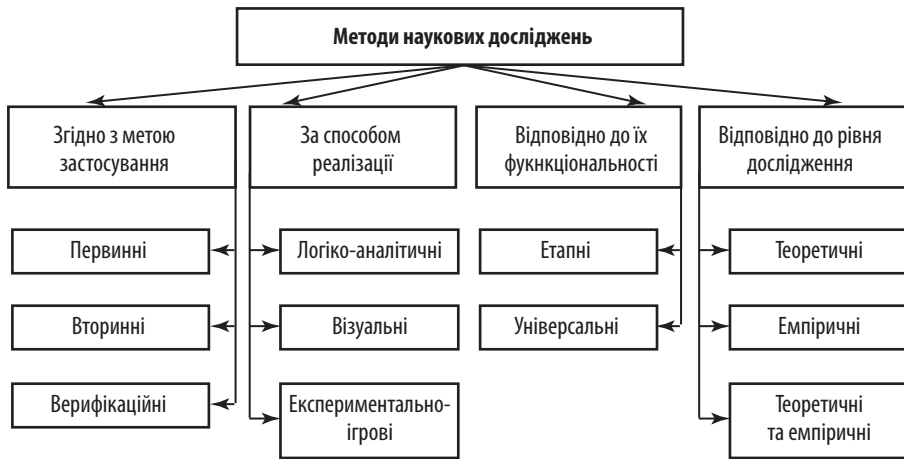 Методи наукових досліджень
Згідно з метою
застосування
За способом
реалізації
Відповідно до їх
фукнкціональності
Відповідно до рівня
дослідження
Первинні
Логіко-аналітичні
Етапні
Теоретичні
Вторинні
Візуальні
Універсальні
Емпіричні
Верифікаційні
Експериментально-
ігрові
Теоретичні
та емпіричні